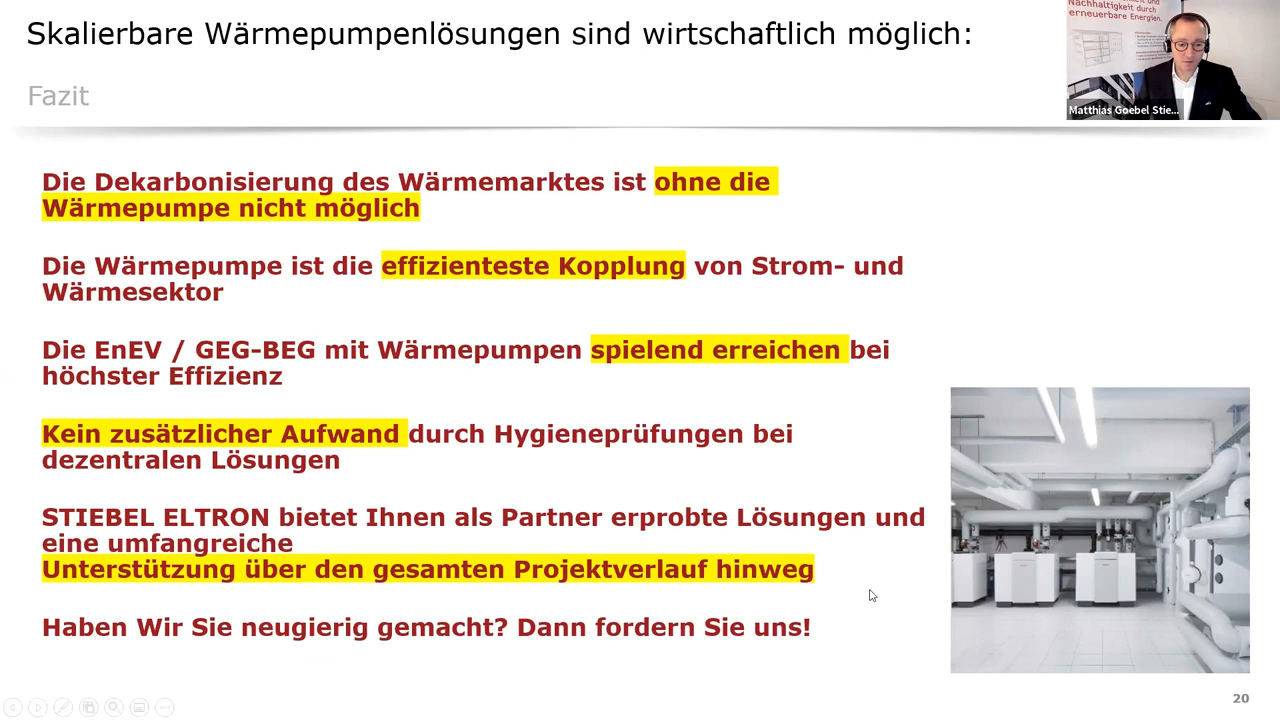 Skalierbare Wärmepumpenlösungen sind wirtschaftlich möglich:
Fazit
Nachhaltigkeit durch
erneuerbare Energien.
Matthias Goebel Stie...
Die Dekarbonisierung des Wärmemarktes ist ohne die
Wärmepumpe nicht möglich
Die Wärmepumpe ist die effizienteste Kopplung von Strom- und
Wärmesektor
Die EnEV / GEG-BEG mit Wärmepumpen spielend erreichen bei
höchster Effizienz
Kein zusätzlicher Aufwand durch Hygieneprüfungen bei
dezentralen Lösungen
STIEBEL ELTRON bietet Ihnen als Partner erprobte Lösungen und
eine umfangreiche
Unterstützung über den gesamten Projektverlauf hinweg
Haben Wir Sie neugierig gemacht? Dann fordern Sie uns!
20